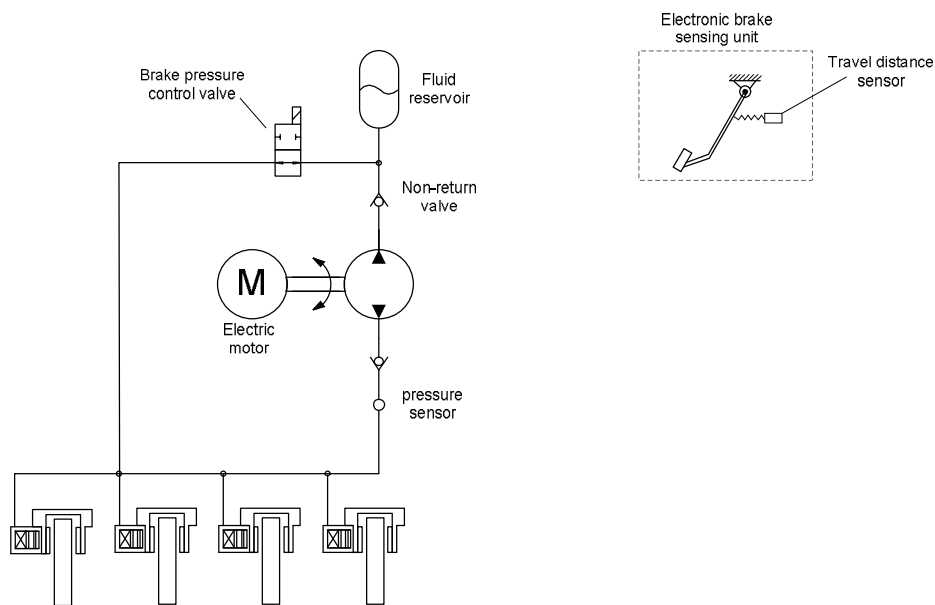 Electronic brake
sensing unit
Travel distance
sensor
Brake pressure
control valve
Fluid
reservoir
Non-return
valve
M
Electric
motor
pressure
sensor